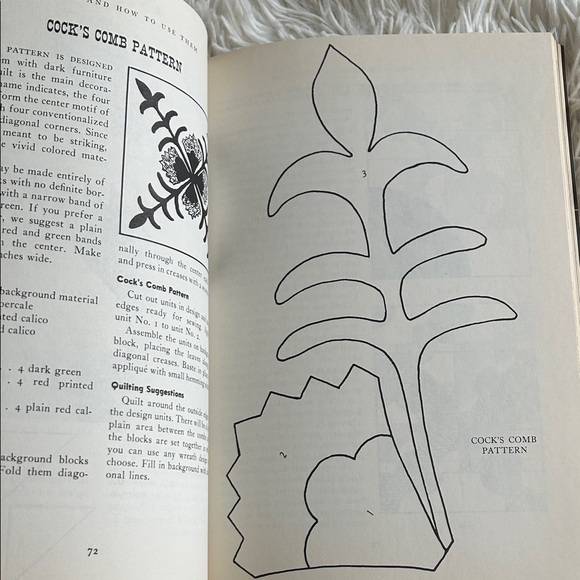 AND HOW TO USE THEM
COCK'S COMB PATTERN
PATTERN IS DESIGNED
m with dark furniture
uilt is the main decora-
name indicates, the four
form the center motif of
h four conventionalized
diagonal corners. Since
meant to be striking,
e vivid colored mate-
ay be made entirely of
ks with no definite bor-
with a narrow band of
reen. If you prefer a
, we suggest a plain
red and green bands
n the center. Make
nches wide.
background material
percale
ted calico
d calico
. . 4 dark green
. 4 red printed
. 4 plain red cal-
ackground blocks
Fold them diago-
nally through the center
and press in creases with a
Cock's Comb Pattern
Cut out units in design
edges ready for sewing.
unit No. 1 to unit No. 2.
Assemble the units on
block, placing the leaves
diagonal creases. Baste in
appliqué with small hemming
Quilting Suggestions
Quilt around the outside
the design units. There will be
plain area between the
the blocks are set together
you can use any wreath
choose. Fill in background with
onal lines.
72
3
2
1
COCK'S COMB
PATTERN